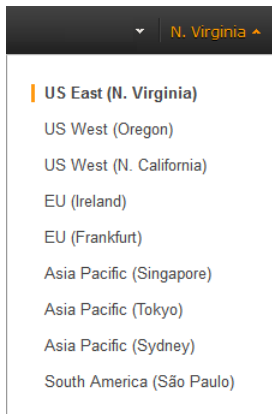 N. Virginia
US East (N. Virginia)
US West (Oregon)
US West (N. California)
EU (Ireland)
EU (Frankfurt)
Asia Pacific (Singapore)
Asia Pacific (Tokyo)
Asia Pacific (Sydney)
South America (São Paulo)